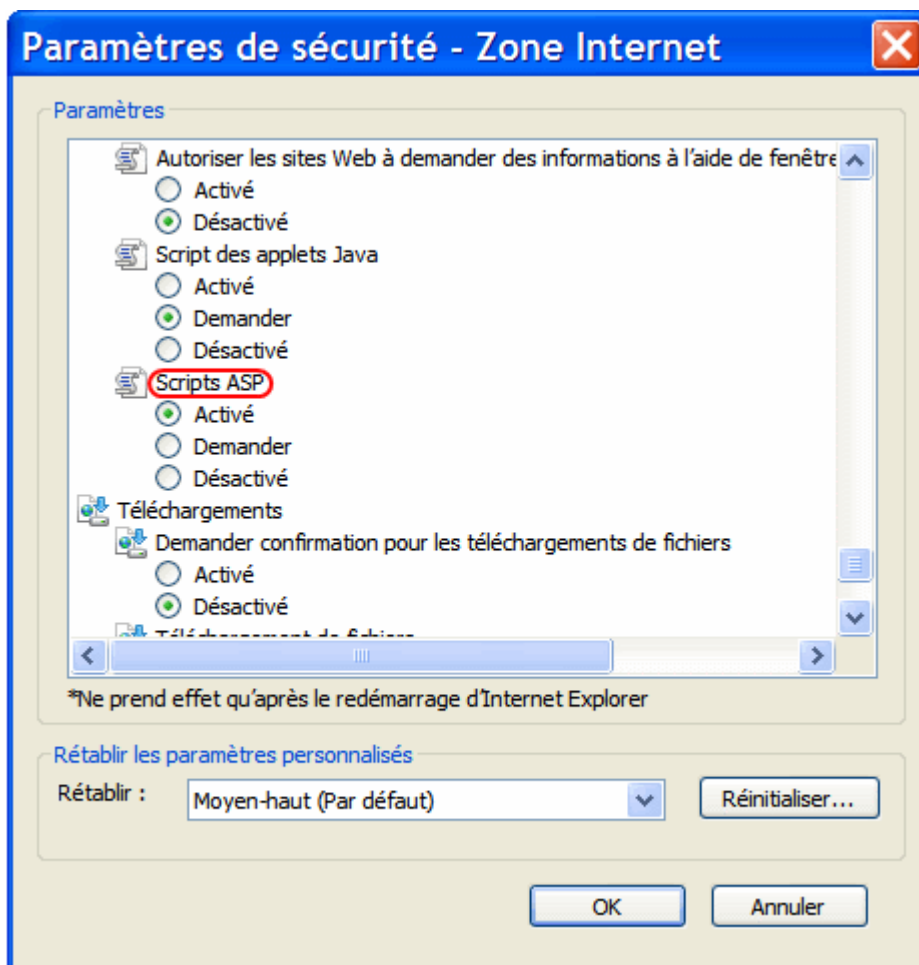 Paramètres de sécurité - Zone Internet
Paramètres
Autoriser les sites Web à demander des informations à l'aide de fenêtre
Activé
Désactivé
Script des applets Java
Activé
Demander
Désactivé
Scripts ASP
Activé
Demander
Désactivé
Téléchargements
Demander confirmation pour les téléchargements de fichiers
Activé
Désactivé
Téléchargement de fichiers
*Ne prend effet qu'après le redémarrage d'Internet Explorer
Rétablir les paramètres personnalisés
Rétablir : Moyen-haut (Par défaut) Réinitialiser...
OK Annuler